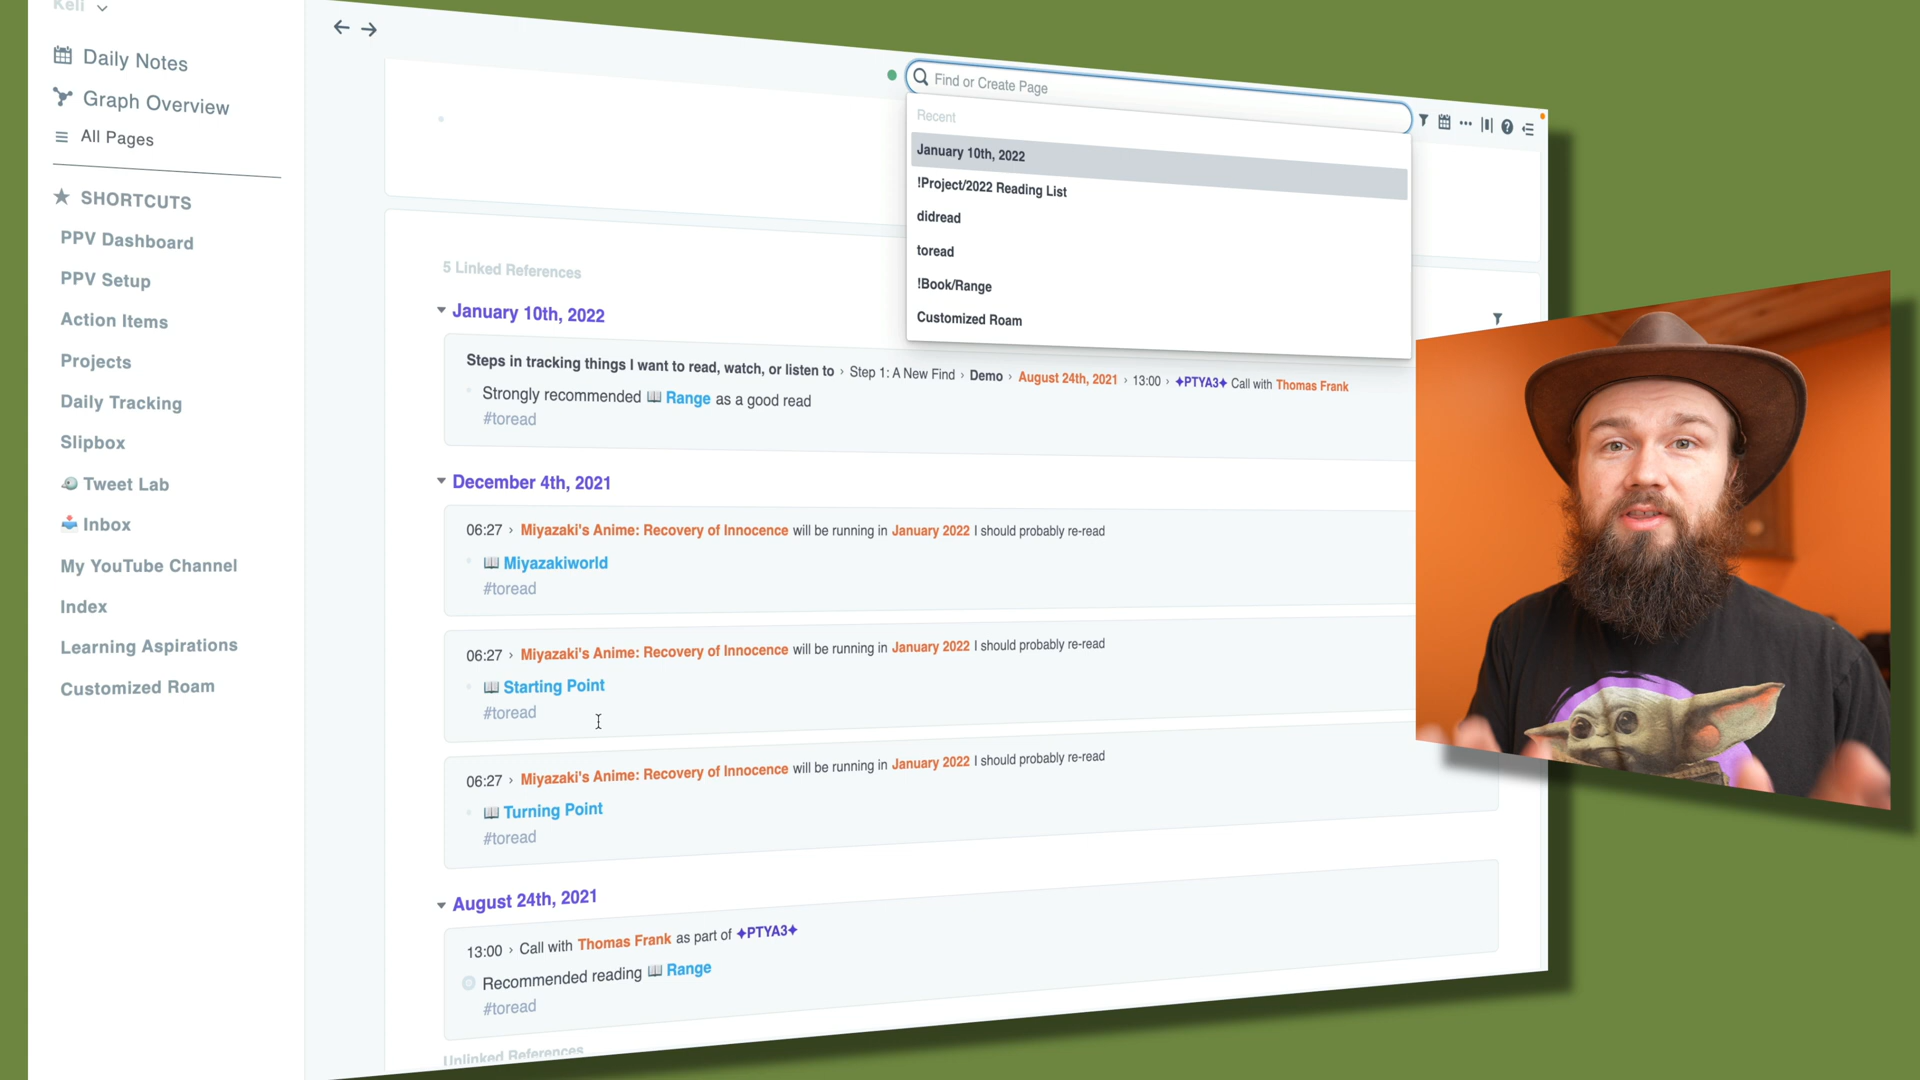 Keli
Daily Notes
Graph Overview
All Pages
SHORTCUTS
PPV Dashboard
PPV Setup
Action Items
Projects
Daily Tracking
Slipbox
Tweet Lab
Inbox
My YouTube Channel
Index
Learning Aspirations
Customized Roam
Find or Create Page
Recent
January 10th, 2022
!Project/2022 Reading List
didread
toread
!Book/Range
Customized Roam
5 Linked References
January 10th, 2022
Steps in tracking things I want to read, watch, or listen to › Step 1: A New Find › Demo › August 24th, 2021 › 13:00 › ✦PTYA3✦ Call with Thomas Frank
Strongly recommended 📖 Range as a good read
#toread
December 4th, 2021
06:27 › Miyazaki's Anime: Recovery of Innocence will be running in January 2022 I should probably re-read
📖 Miyazakiworld
#toread
06:27 › Miyazaki's Anime: Recovery of Innocence will be running in January 2022 I should probably re-read
📖 Starting Point
#toread
06:27 › Miyazaki's Anime: Recovery of Innocence will be running in January 2022 I should probably re-read
📖 Turning Point
#toread
August 24th, 2021
13:00 › Call with Thomas Frank as part of ✦PTYA3✦
Recommended reading 📖 Range
#toread
Unlinked References